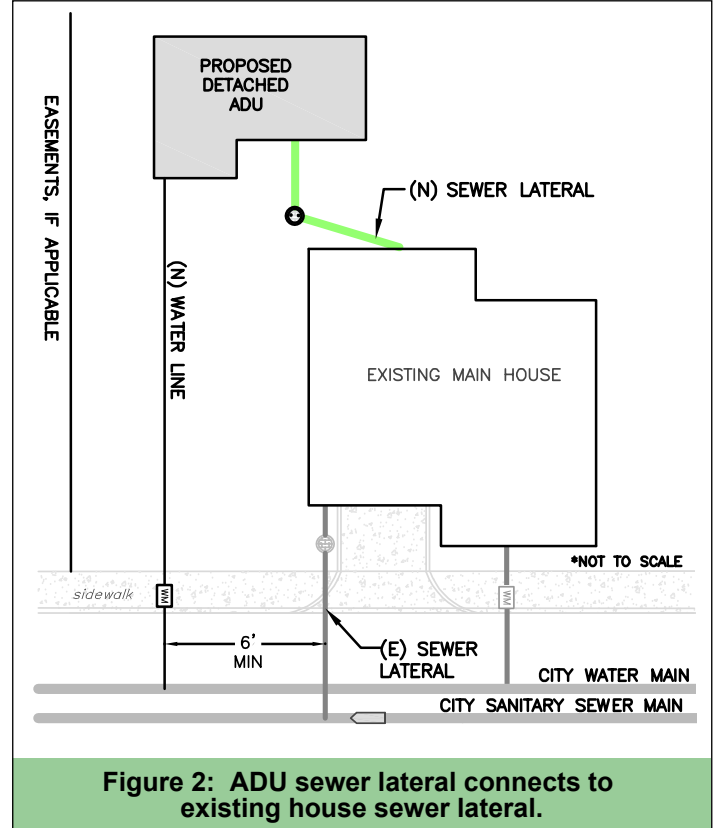 PROPOSED
DETACHED
ADU
EASEMENTS, IF APPLICABLE
(N) SEWER LATERAL
(N) WATER LINE
EXISTING MAIN HOUSE
*NOT TO SCALE
sidewalk
WM
WM
6'
MIN
(E) SEWER
LATERAL
CITY WATER MAIN
CITY SANITARY SEWER MAIN
Figure 2: ADU sewer lateral connects to
existing house sewer lateral.